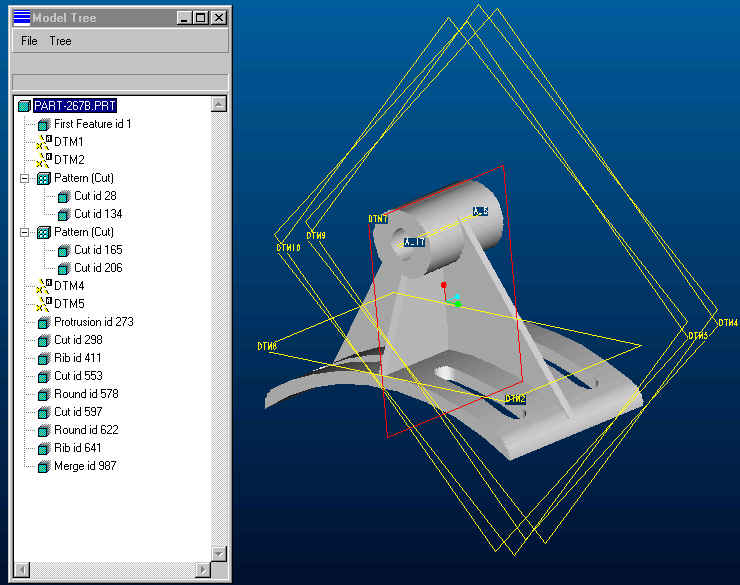 Model Tree
File Tree
PART-267B.PRT
First Feature id 1
DTM1
DTM2
Pattern (Cut)
Cut id 28
Cut id 134
Pattern (Cut)
Cut id 165
Cut id 206
DTM4
DTM5
Protrusion id 273
Cut id 298
Rib id 411
Cut id 553
Round id 578
Cut id 597
Round id 622
Rib id 641
Merge id 987
A_6
DTM7
DTM9
A_17
DTM10
DTM4
DTM5
DTM2